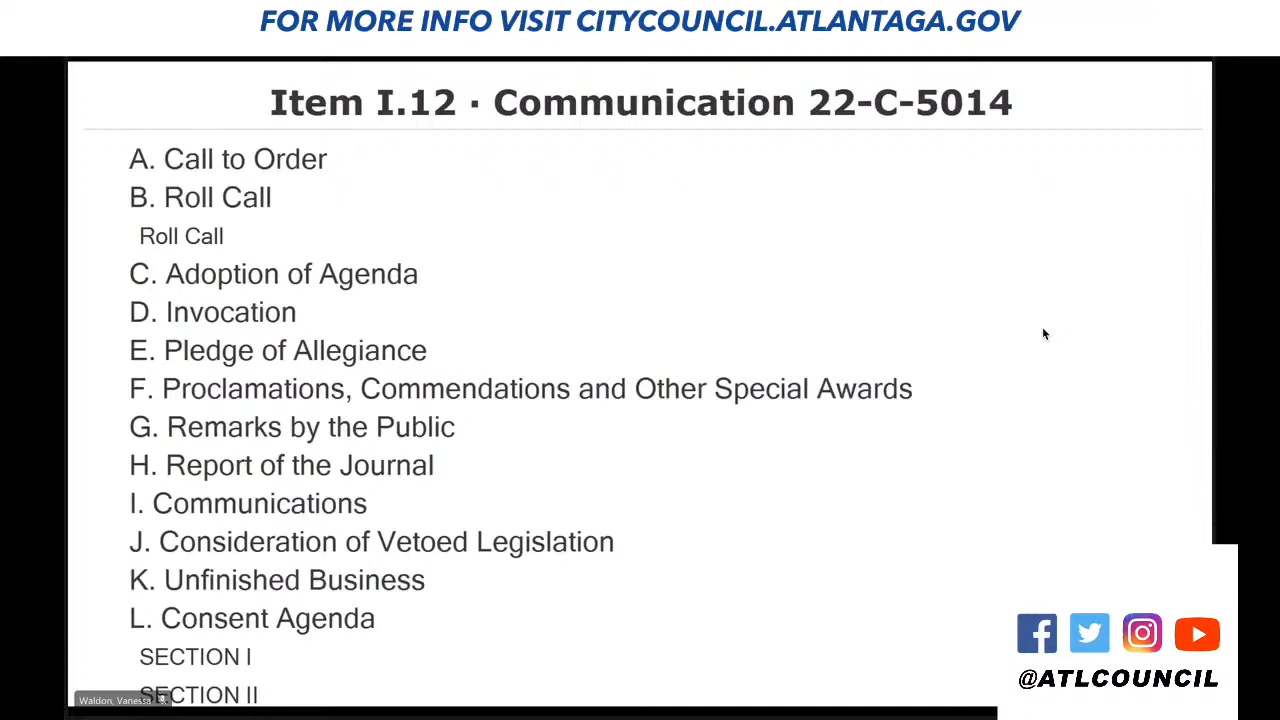 FOR MORE INFO VISIT CITYCOUNCIL.ATLANTAGA.GOV
Item I.12 · Communication 22-C-5014
A. Call to Order
B. Roll Call
Roll Call
C. Adoption of Agenda
D. Invocation
E. Pledge of Allegiance
F. Proclamations, Commendations and Other Special Awards
G. Remarks by the Public
H. Report of the Journal
I. Communications
J. Consideration of Vetoed Legislation
K. Unfinished Business
L. Consent Agenda
SECTION I
SECTION II
Waldon, Vanessa
@ATLCOUNCIL